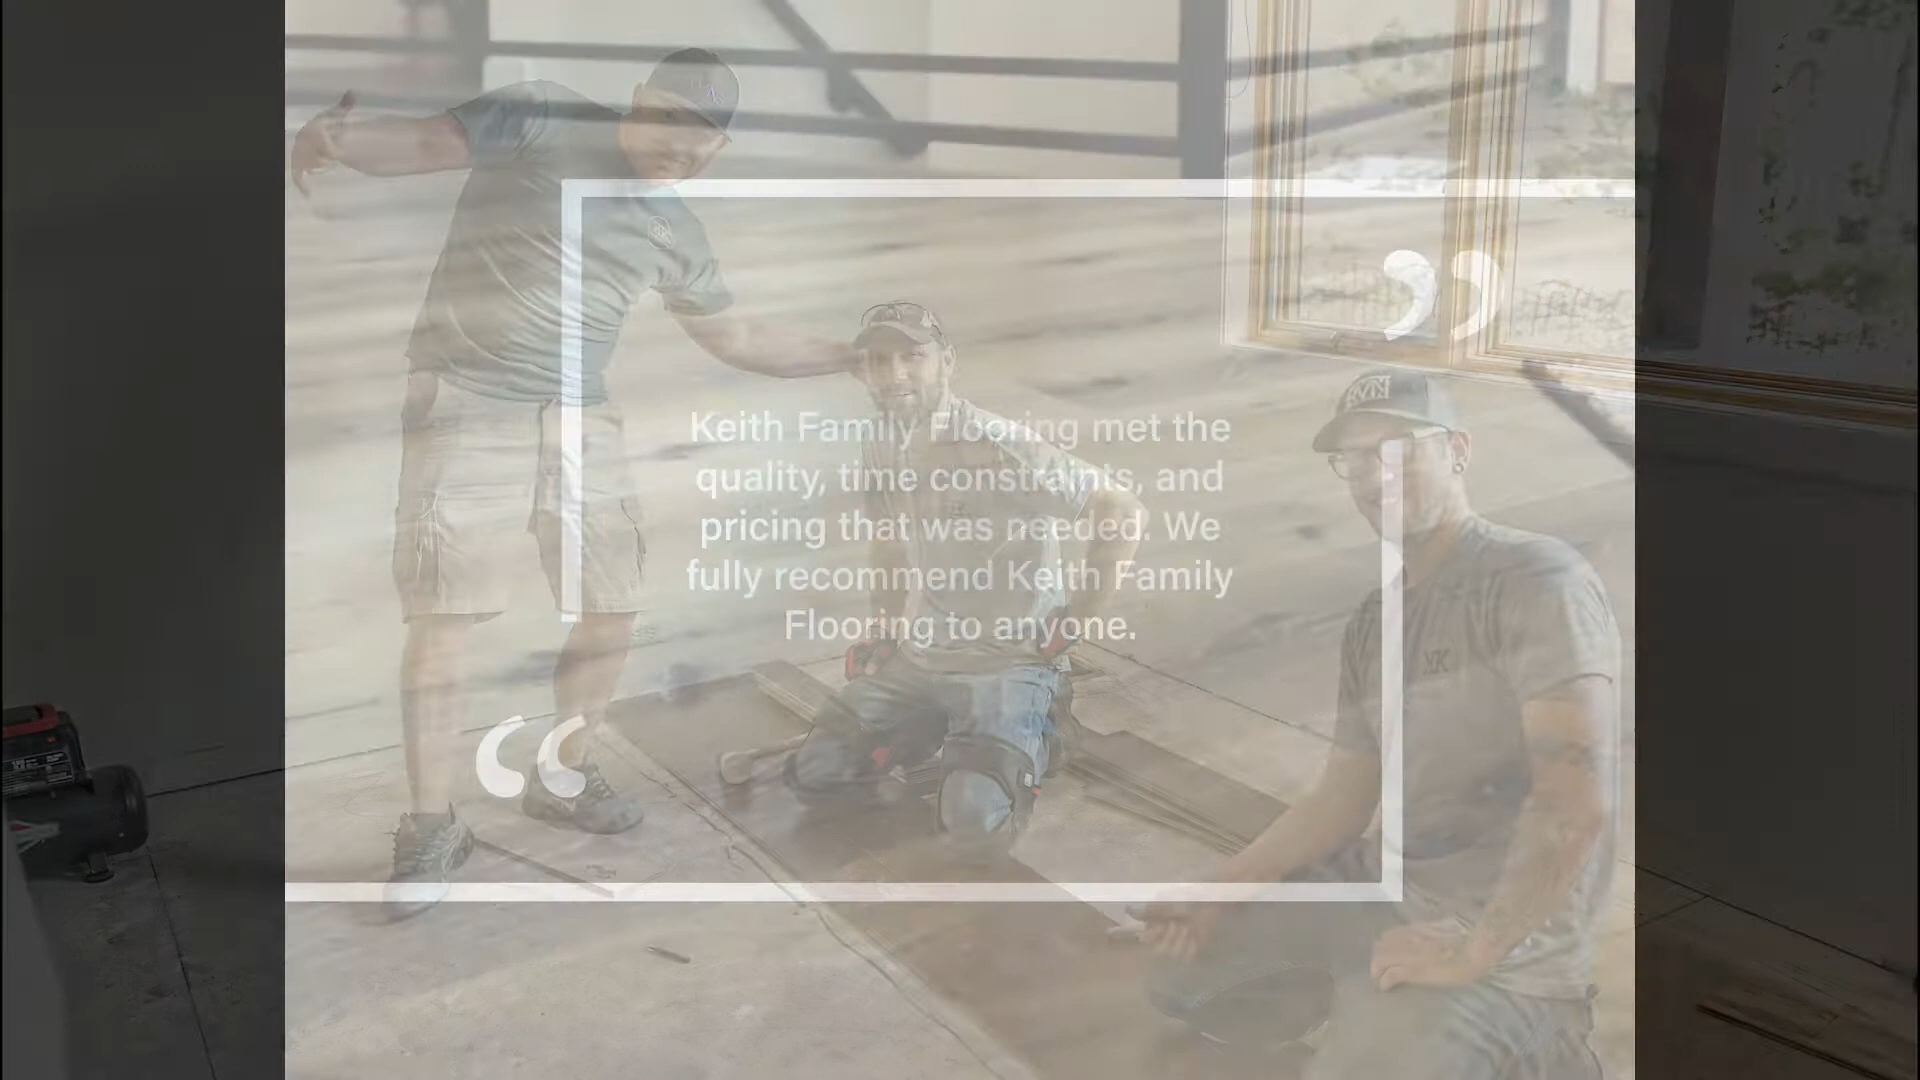 Keith Family Flooring met the
quality, time constraints, and
pricing that was needed. We
fully recommend Keith Family
Flooring to anyone.